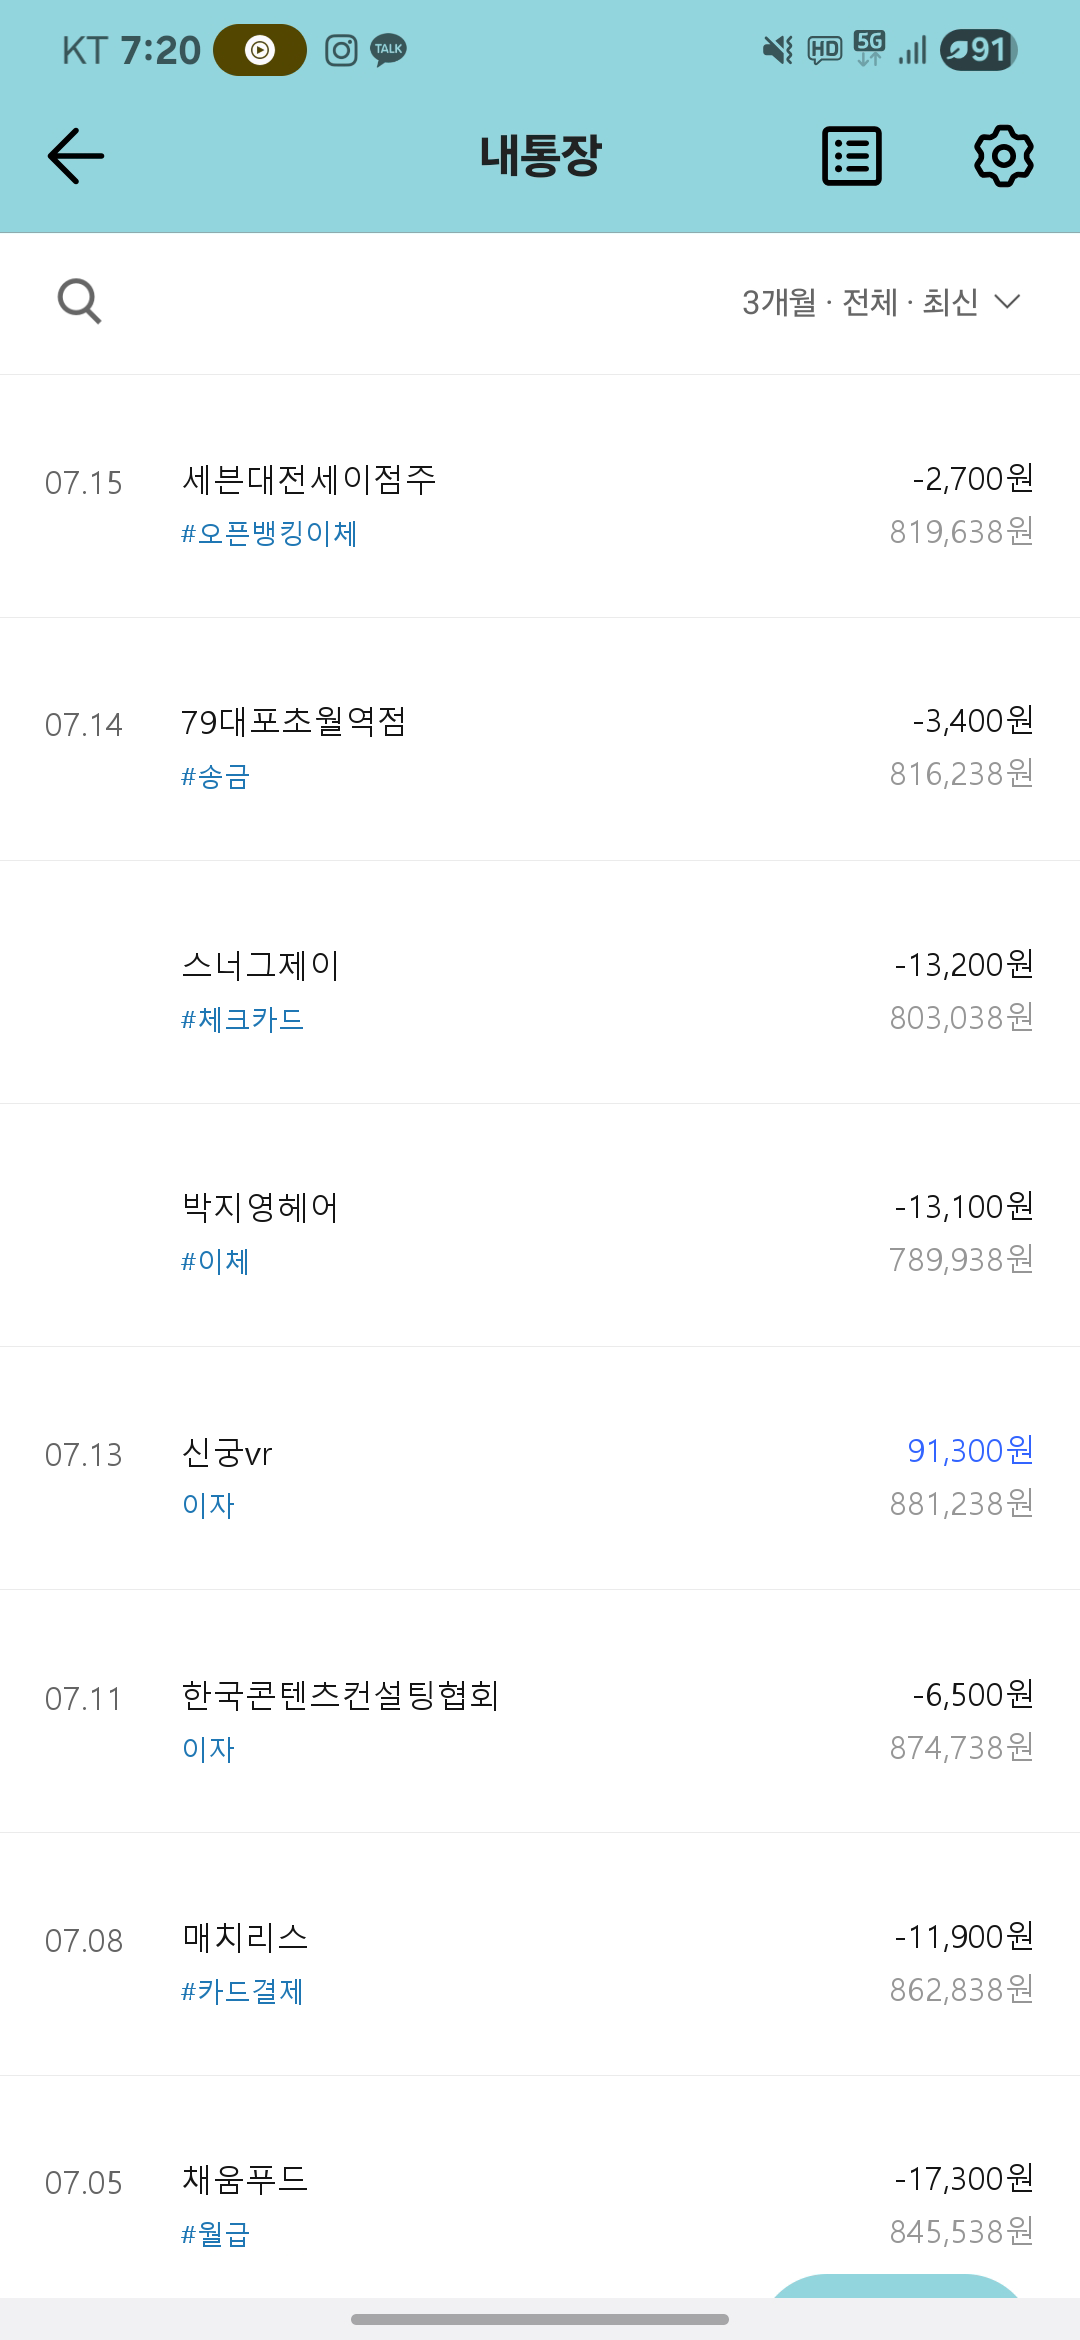 KT 7:20 TALK HD 5G 91
내통장
3개월 · 전체 · 최신
07.15 세븐대전세이점주 -2,700원
#오픈뱅킹이체 819,638원
07.14 79대포초월역점 -3,400원
#송금 816,238원
스너그제이 -13,200원
#체크카드 803,038원
박지영헤어 -13,100원
#이체 789,938원
07.13 신궁vr 91,300원
이자 881,238원
07.11 한국콘텐츠컨설팅협회 -6,500원
이자 874,738원
07.08 매치리스 -11,900원
#카드결제 862,838원
07.05 채움푸드 -17,300원
#월급 845,538원